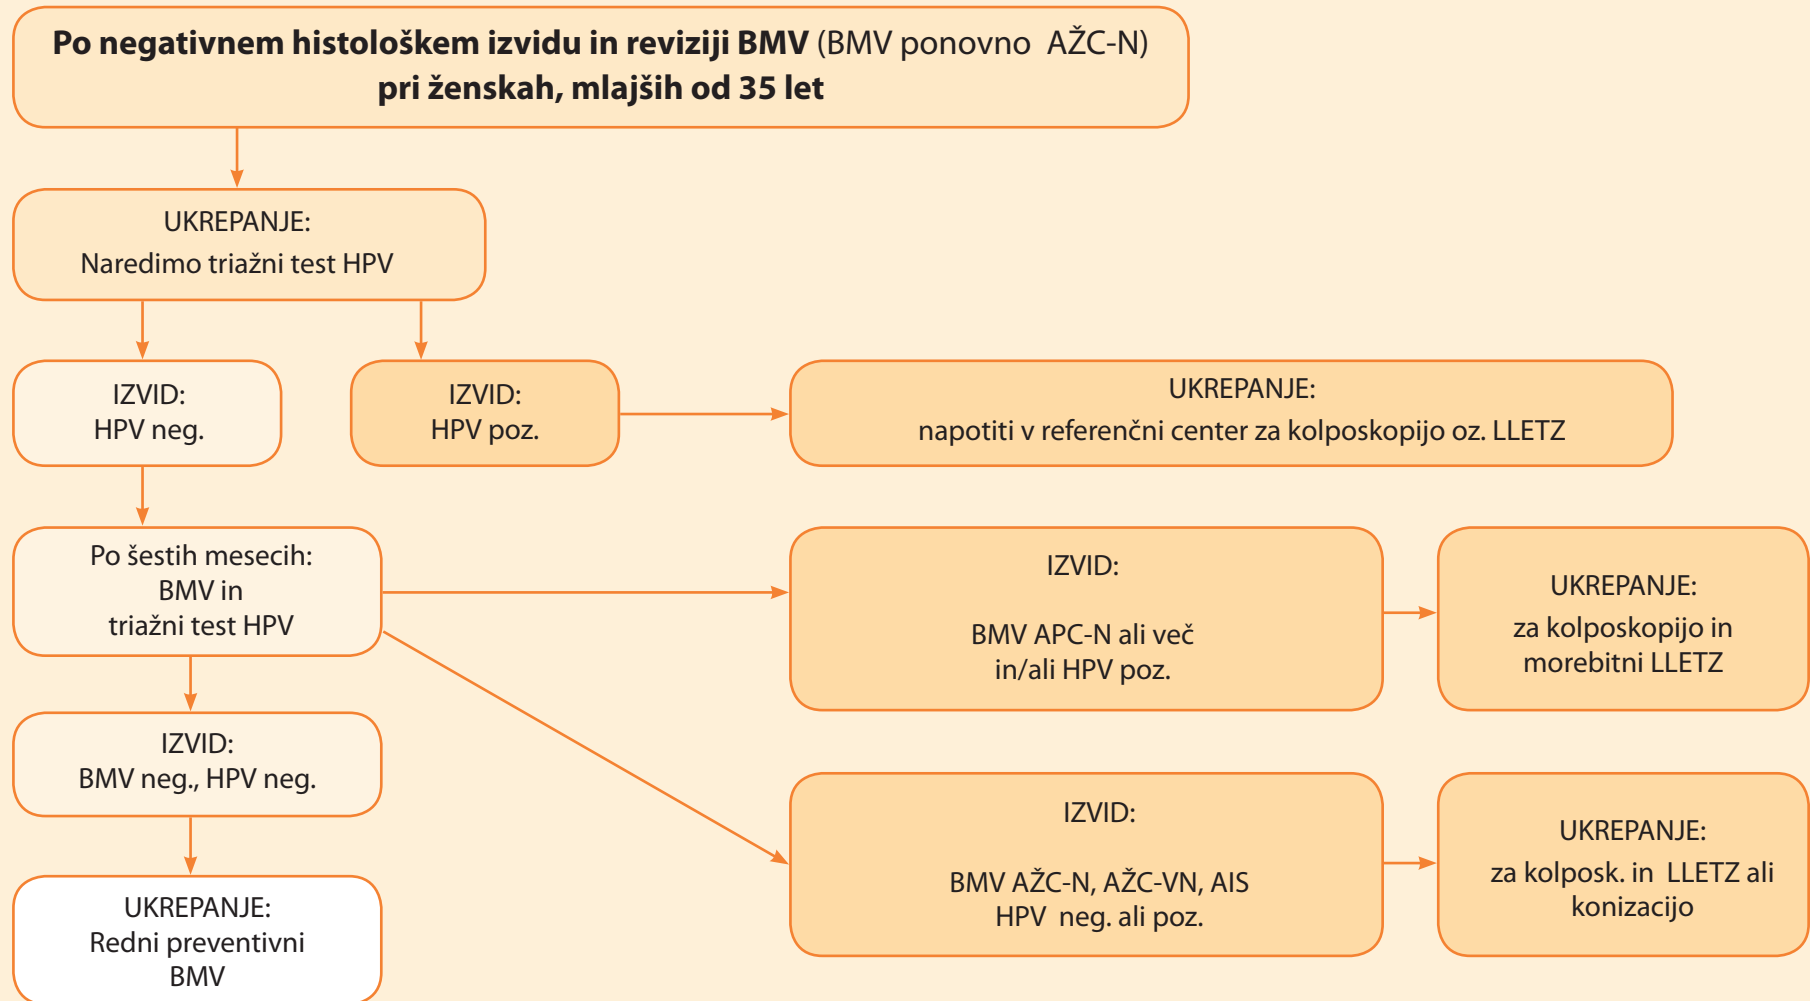 Po negativnem histološkem izvidu in reviziji BMV (BMV ponovno AŽC-N)
pri ženskah, mlajših od 35 let
UKREPANJE:
Naredimo triažni test HPV
IZVID:
HPV neg.
IZVID:
HPV poz.
UKREPANJE:
napotiti v referenčni center za kolposkopijo oz. LLETZ
Po šestih mesecih:
BMV in
triažni test HPV
IZVID:
BMV APC-N ali več
in/ali HPV poz.
UKREPANJE:
za kolposkopijo in
morebitni LLETZ
IZVID:
BMV neg., HPV neg.
IZVID:
BMV AŽC-N, AŽC-VN, AIS
HPV neg. ali poz.
UKREPANJE:
za kolposk. in LLETZ ali
konizacijo
UKREPANJE:
Redni preventivni
BMV